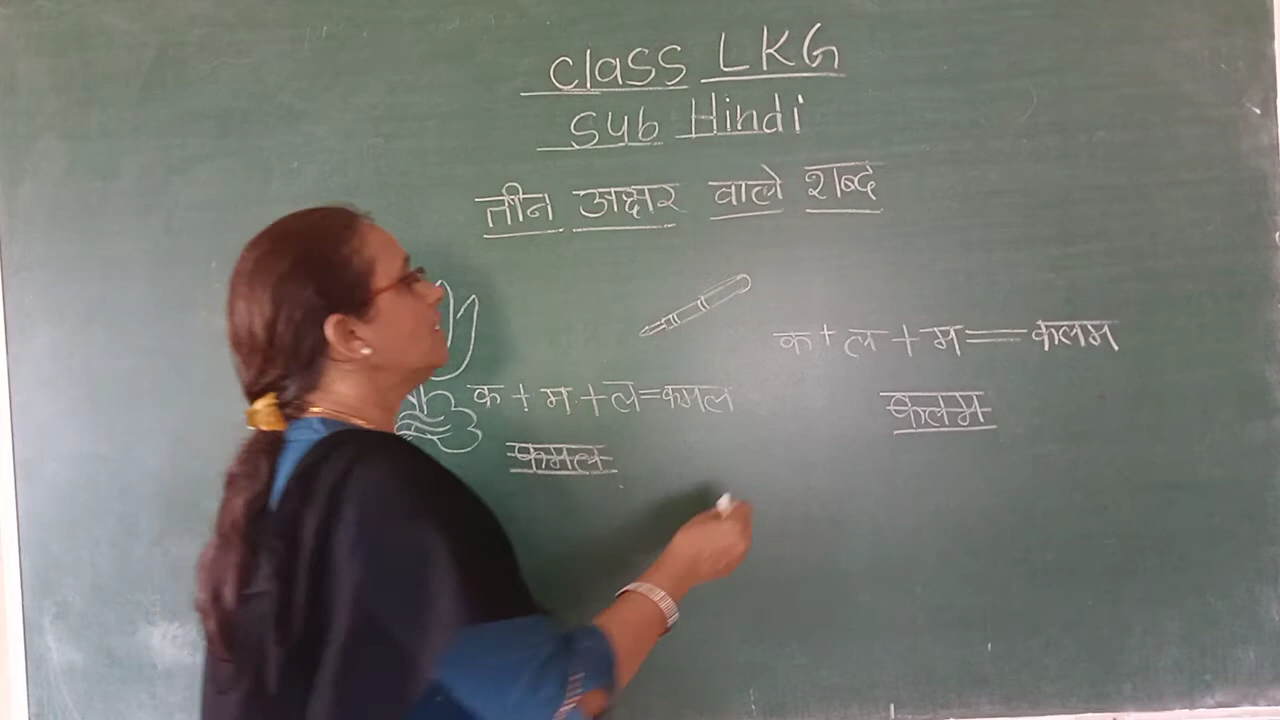 Class LKG
Sub Hindi
तीन अक्षर वाले शब्द
क + ल + म = कलम
कलम
क + म + ल = कमल
कमल